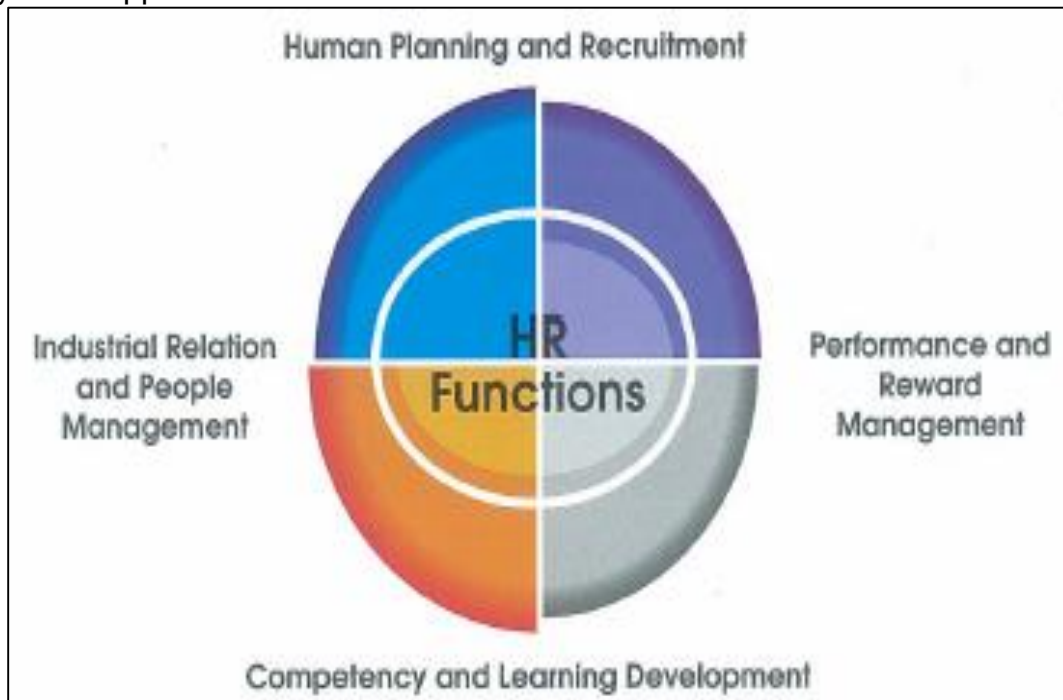 Human Planning and Recruitment
Industrial Relation
and People
Management
HR
Functions
Performance and
Reward
Management
Competency and Learning Development